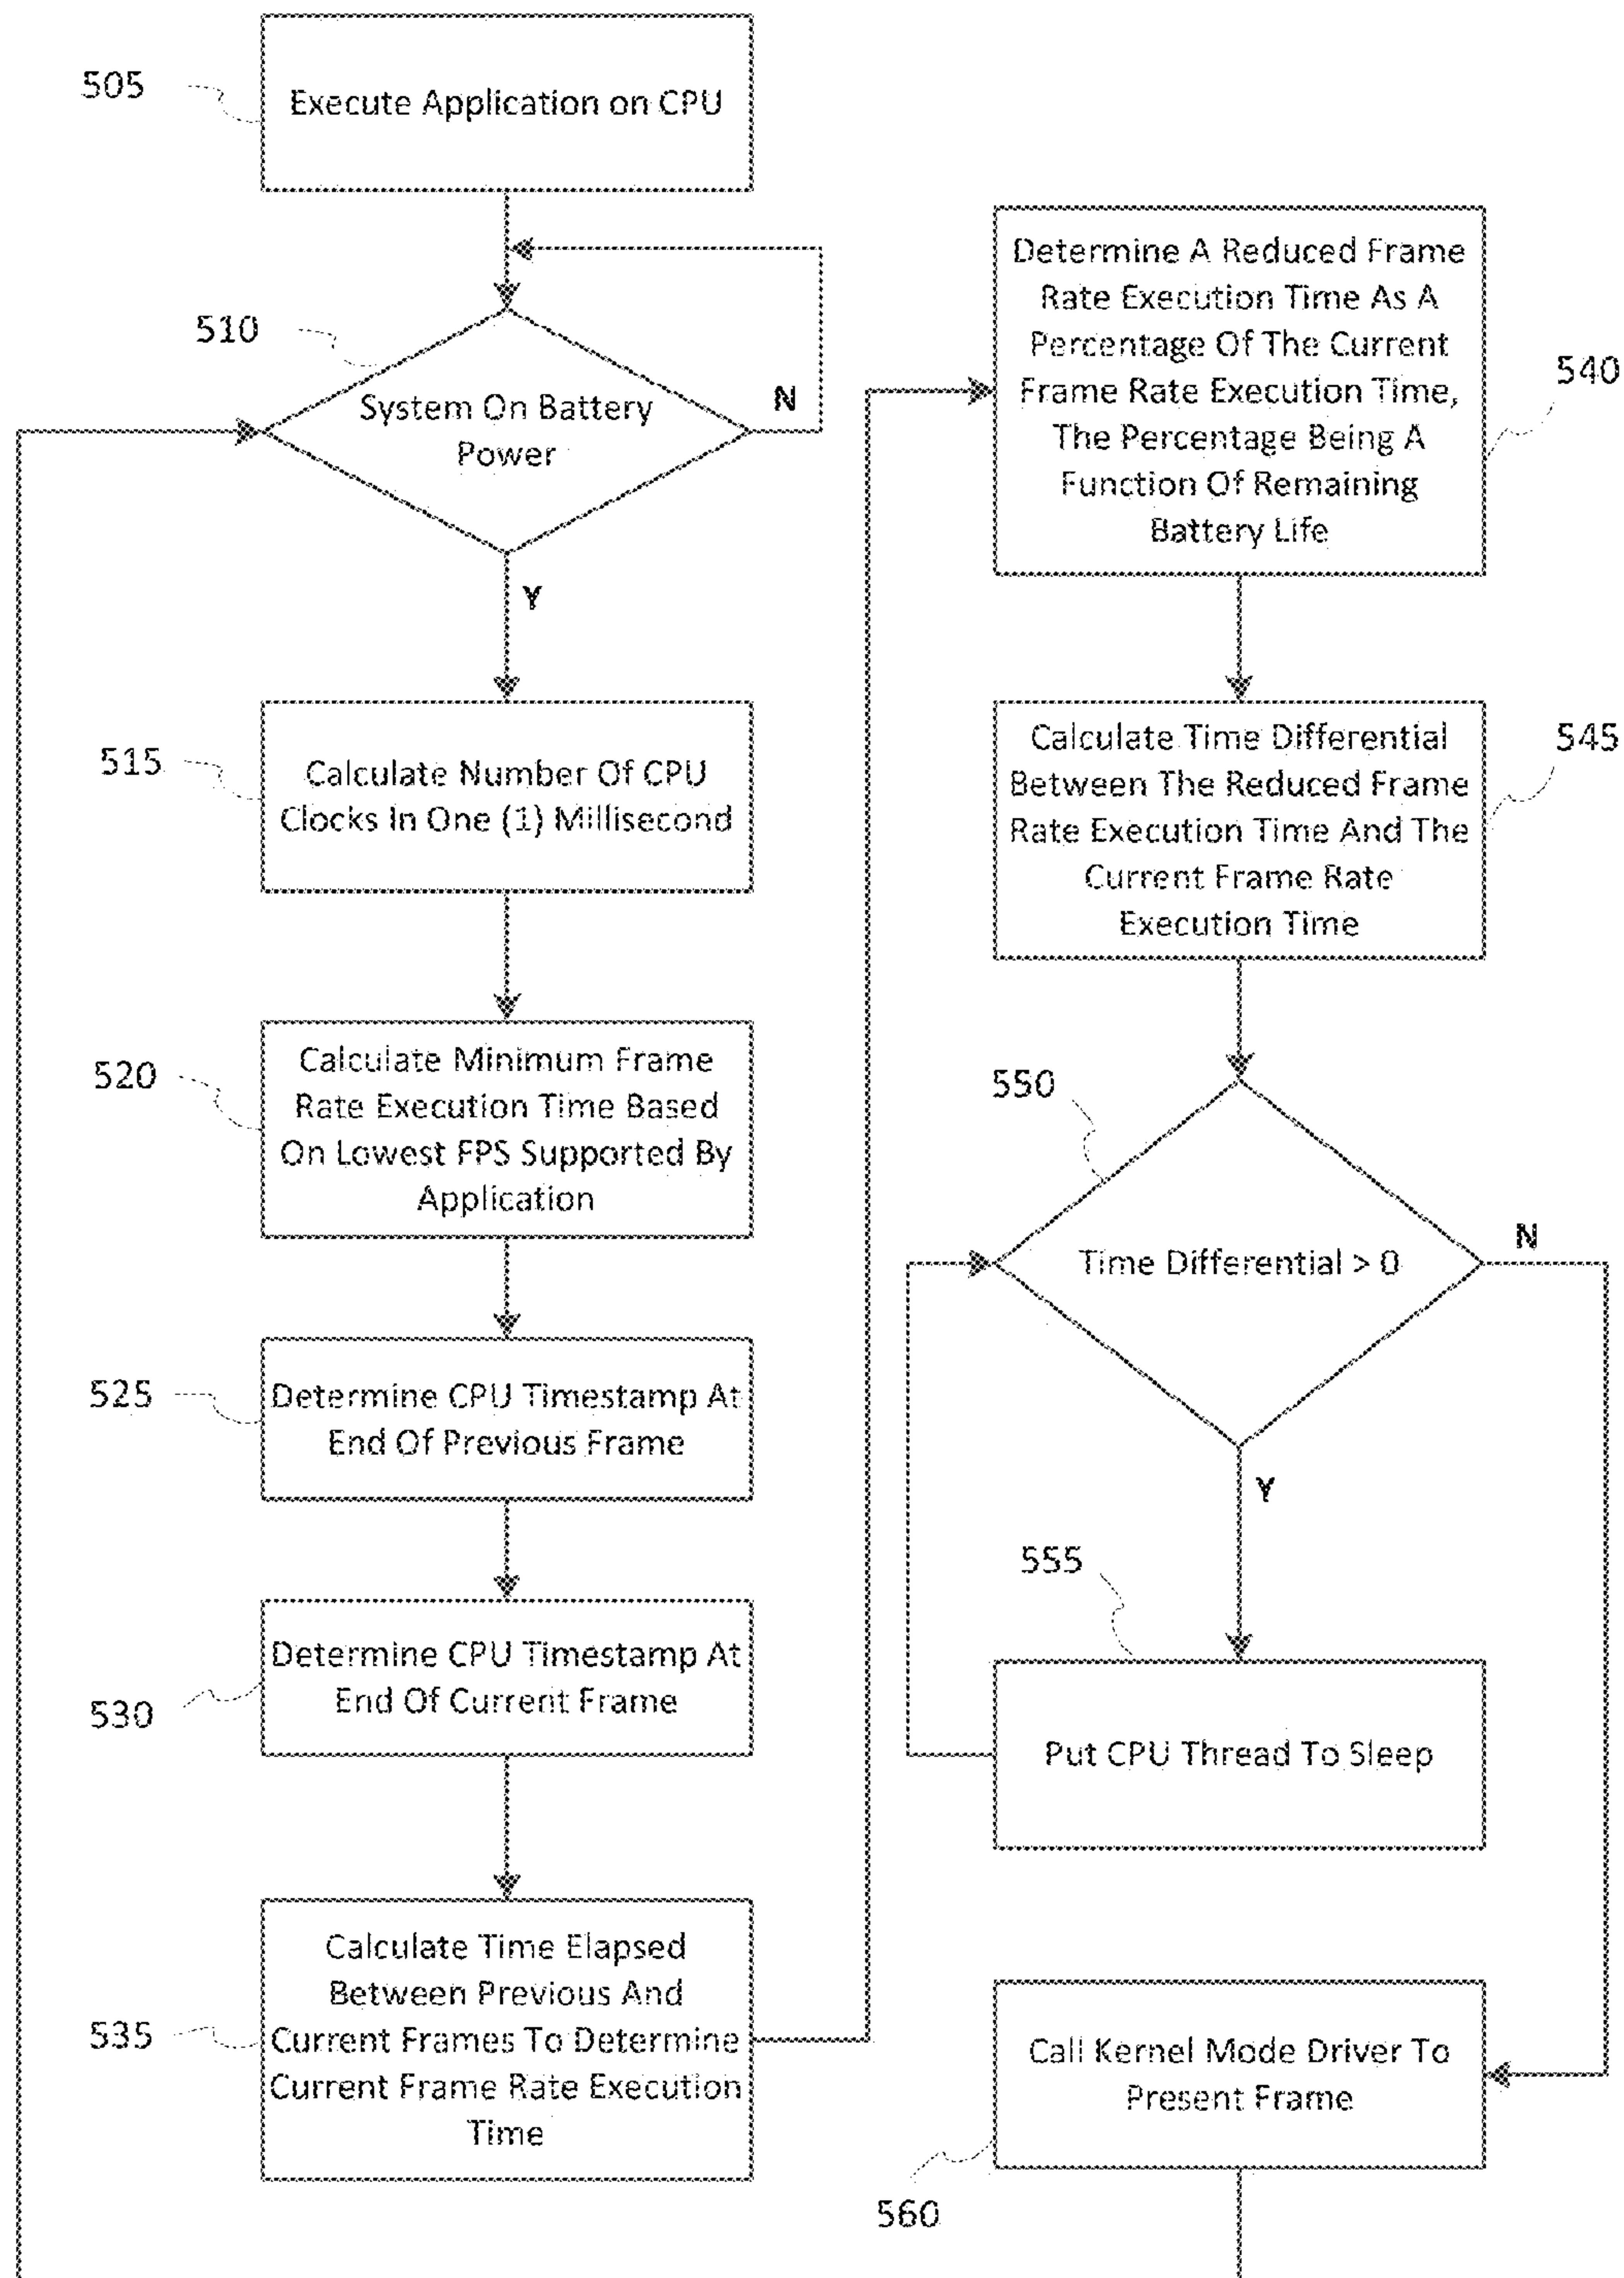 505
Execute Application on CPU
510
System On Battery
Power
N
Y
515
Calculate Number Of CPU
Clocks In One (1) Millisecond
520
Calculate Minimum Frame
Rate Execution Time Based
On Lowest FPS Supported By
Application
525
Determine CPU Timestamp At
End Of Previous Frame
530
Determine CPU Timestamp At
End Of Current Frame
535
Calculate Time Elapsed
Between Previous And
Current Frames To Determine
Current Frame Rate Execution
Time
540
Determine A Reduced Frame
Rate Execution Time As A
Percentage Of The Current
Frame Rate Execution Time,
The Percentage Being A
Function Of Remaining
Battery Life
545
Calculate Time Differential
Between The Reduced Frame
Rate Execution Time And The
Current Frame Rate
Execution Time
550
Time Differential > 0
N
Y
555
Put CPU Thread To Sleep
Call Kernel Mode Driver To
Present Frame
560